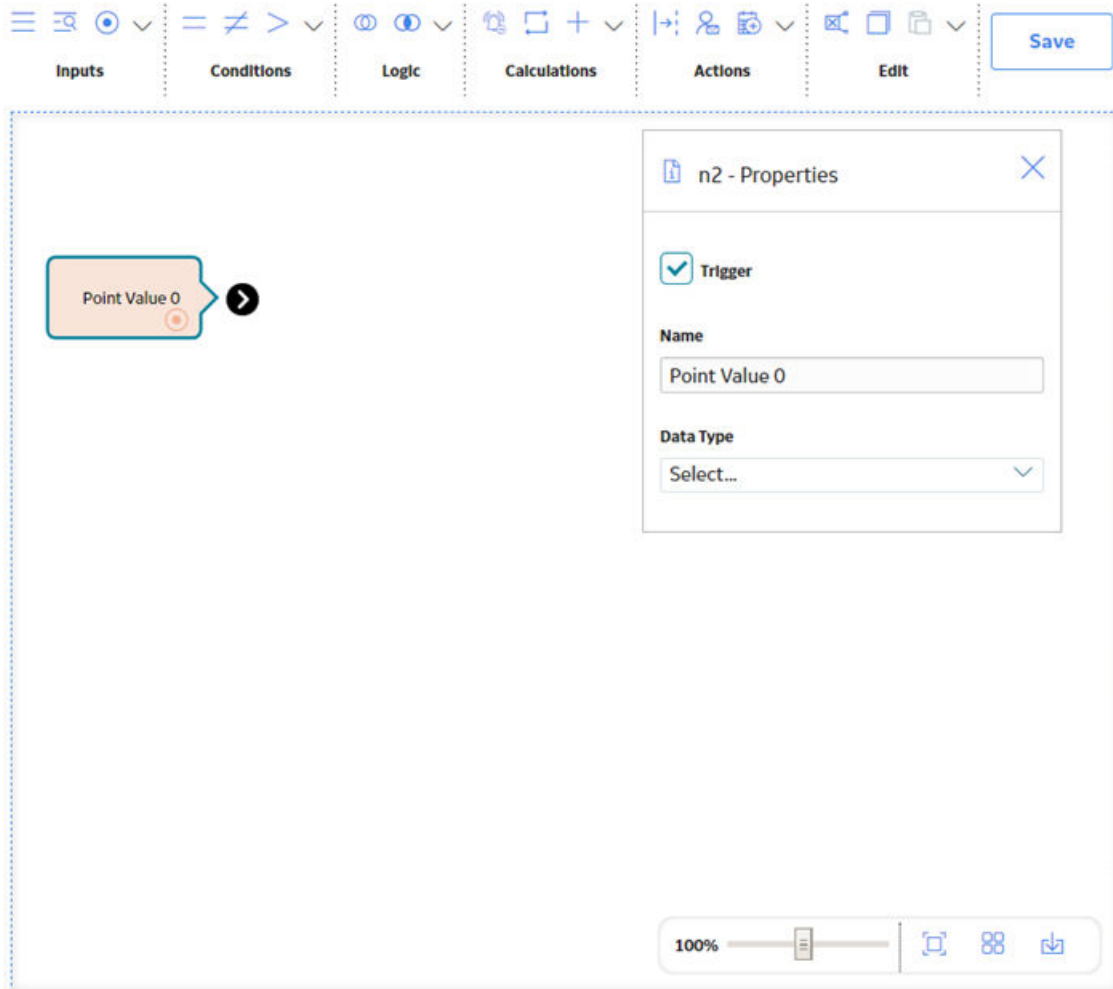 Save
Inputs
Conditions
Logic
Calculations
Actions
Edit
n2 - Properties
Trigger
Point Value 0
Name
Point Value 0
Data Type
Select...
100%